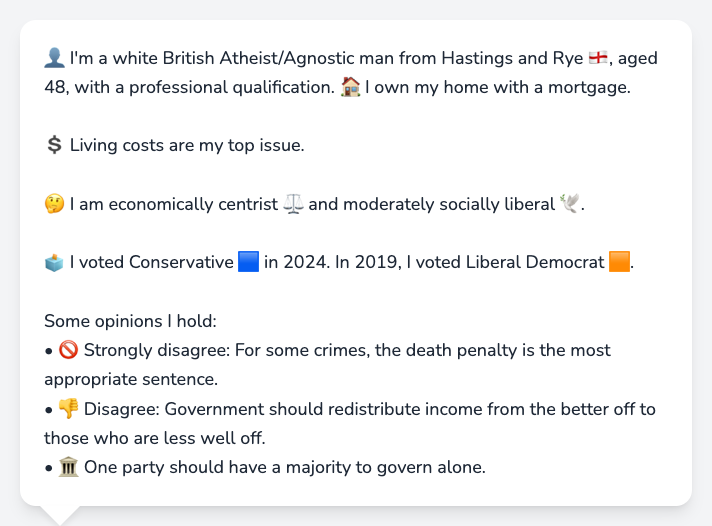 👤 I'm a white British Atheist/Agnostic man from Hastings and Rye 🏴󠁧󠁢󠁥󠁮󠁧󠁿, aged
48, with a professional qualification. 🏠 I own my home with a mortgage.
💲 Living costs are my top issue.
🤔 I am economically centrist ⚖️ and moderately socially liberal 🕊️.
🗳️ I voted Conservative 🟦 in 2024. In 2019, I voted Liberal Democrat 🟧.
Some opinions I hold:
• 🚫 Strongly disagree: For some crimes, the death penalty is the most
appropriate sentence.
• 👎 Disagree: Government should redistribute income from the better off to
those who are less well off.
• 🏛️ One party should have a majority to govern alone.